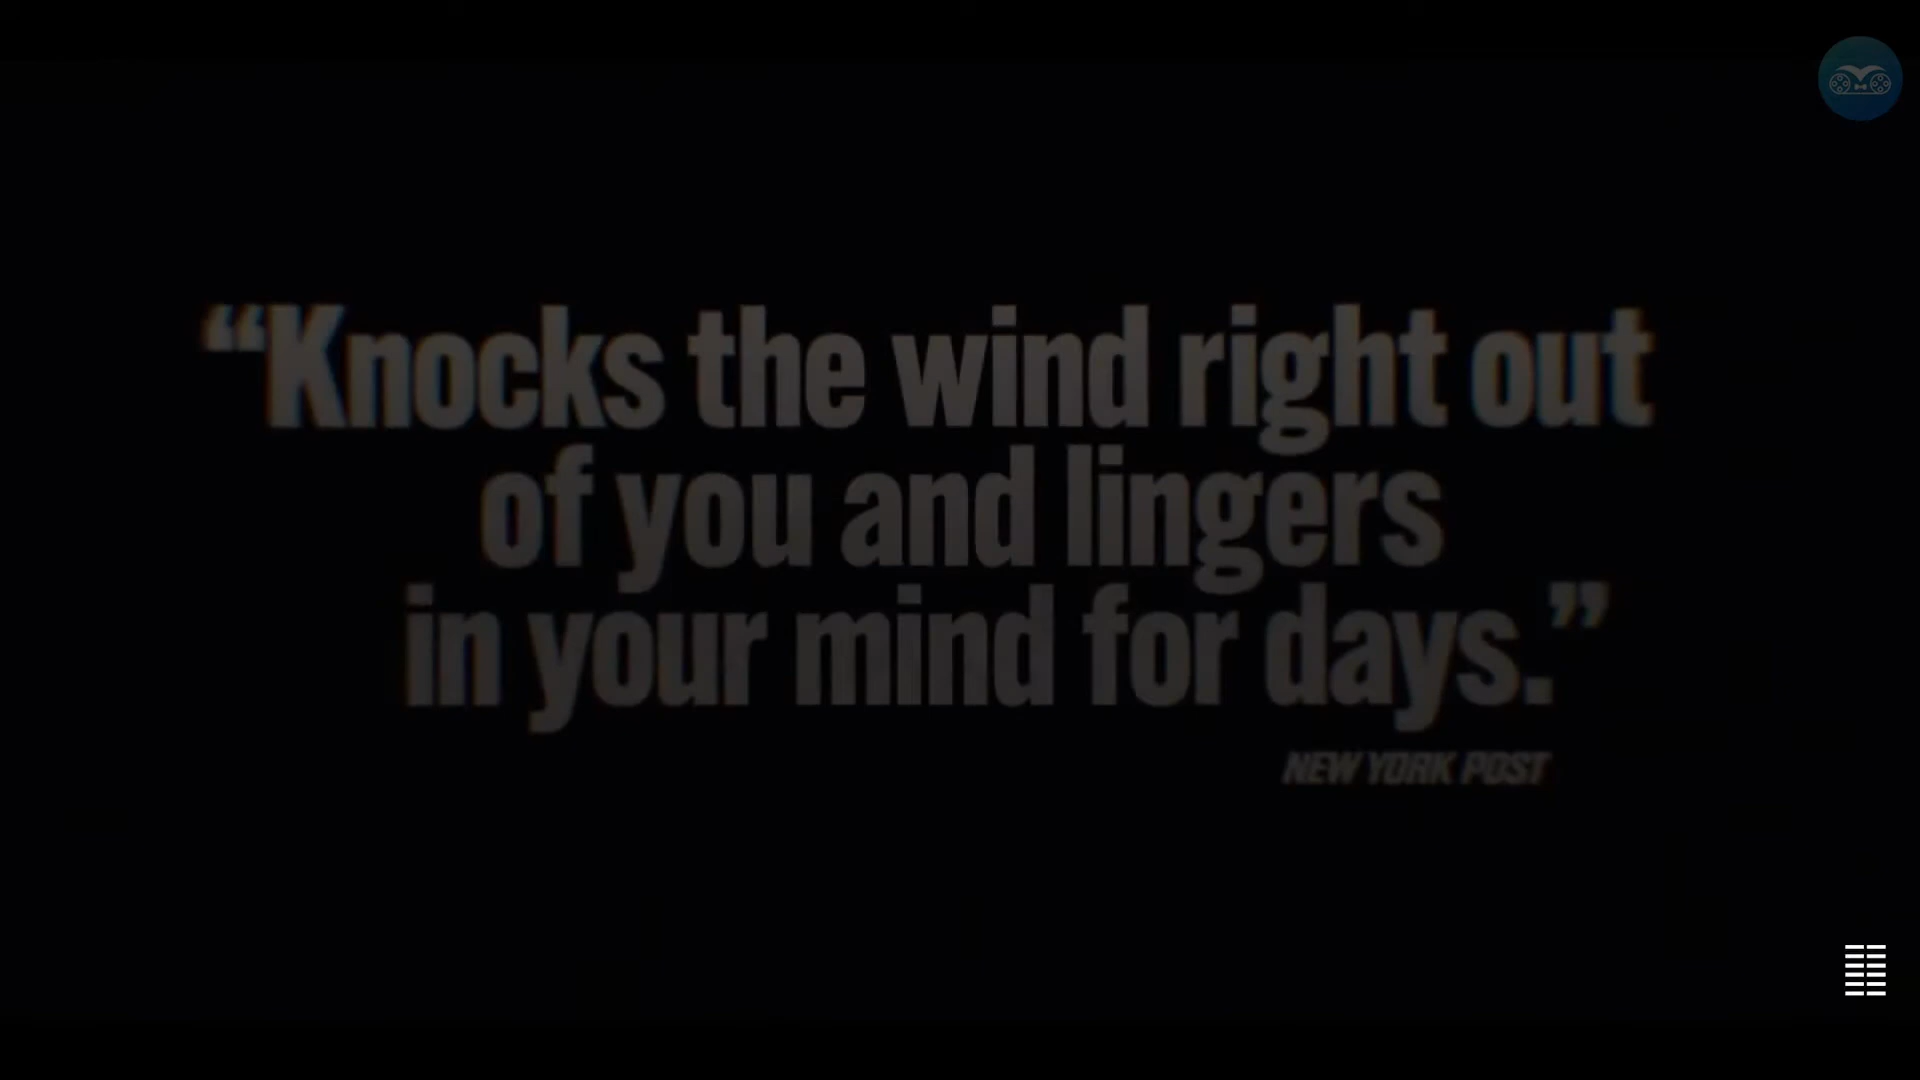 “Knocks the wind right out
of you and lingers
in your mind for days.”
NEW YORK POST